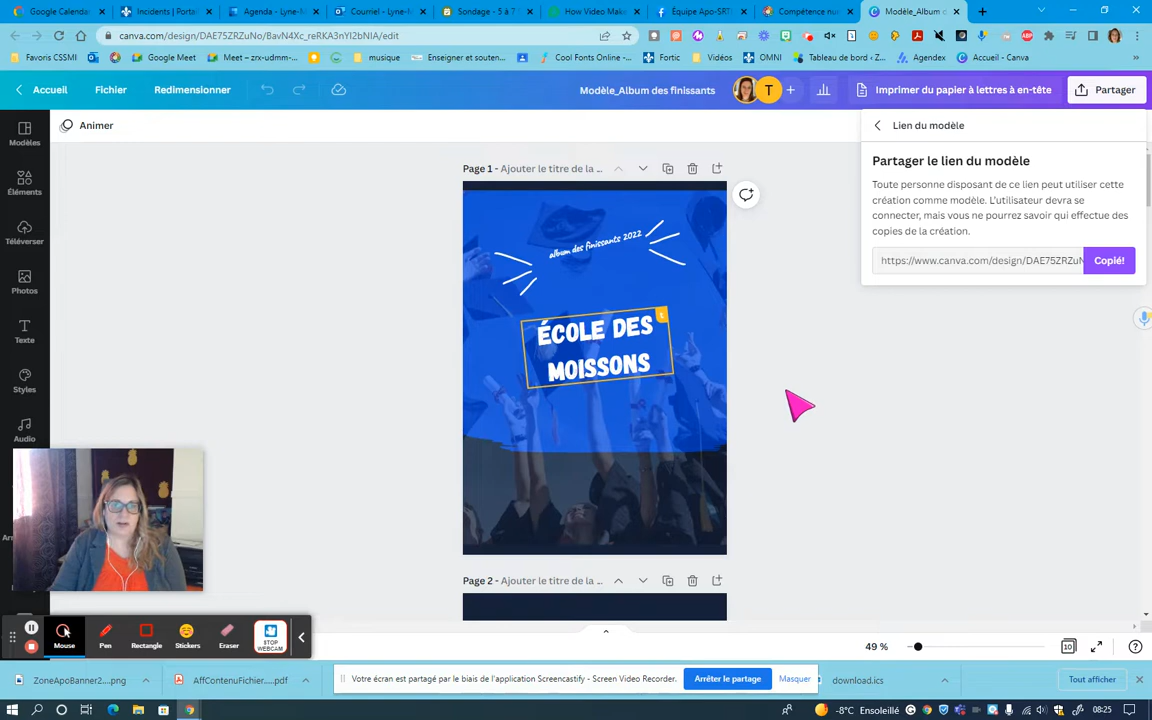 Google Calendar
Incidents | Portai
Agenda - Lyne-M
Courriel - Lyne-M
Sondage - 5 à 7
How Video Make
Équipe Apo-SRT
Compétence nu
Modèle_Album d
canva.com/design/DAE75ZRZuNo/8avN4Xc_reRKA3nYI2bNIA/edit
Favoris CSSMI
Google Meet
Meet – zrx-udmm-...
musique
Enseigner et souten...
Cool Fonts Online -...
Fortic
Vidéos
OMNI
Tableau de bord ‹ Z...
Agendex
Accueil - Canva
»
Accueil
Fichier
Redimensionner
Modèle_Album des finissants
T
Imprimer du papier à lettres à en-tête
Partager
Modèles
Éléments
Téléverser
Photos
Texte
Styles
Audio
Animer
Lien du modèle
Partager le lien du modèle
Toute personne disposant de ce lien peut utiliser cette
création comme modèle. L'utilisateur devra se
connecter, mais vous ne pourrez savoir qui effectue des
copies de la création.
https://www.canva.com/design/DAE75ZRZuN
Copié!
Page 1 - Ajouter le titre de la ...
album des finissants 2022
t
ÉCOLE DES
MOISSONS
Page 2 - Ajouter le titre de la ...
Mouse
Pen
Rectangle
Stickers
Eraser
STOP
WEBCAM
49 %
10
ZoneApoBanner2....png
AffContenuFichier....pdf
Votre écran est partagé par le biais de l'application Screencastify - Screen Video Recorder.
Arrêter le partage
Masquer
download.ics
Tout afficher
-8°C Ensoleillé
08:25